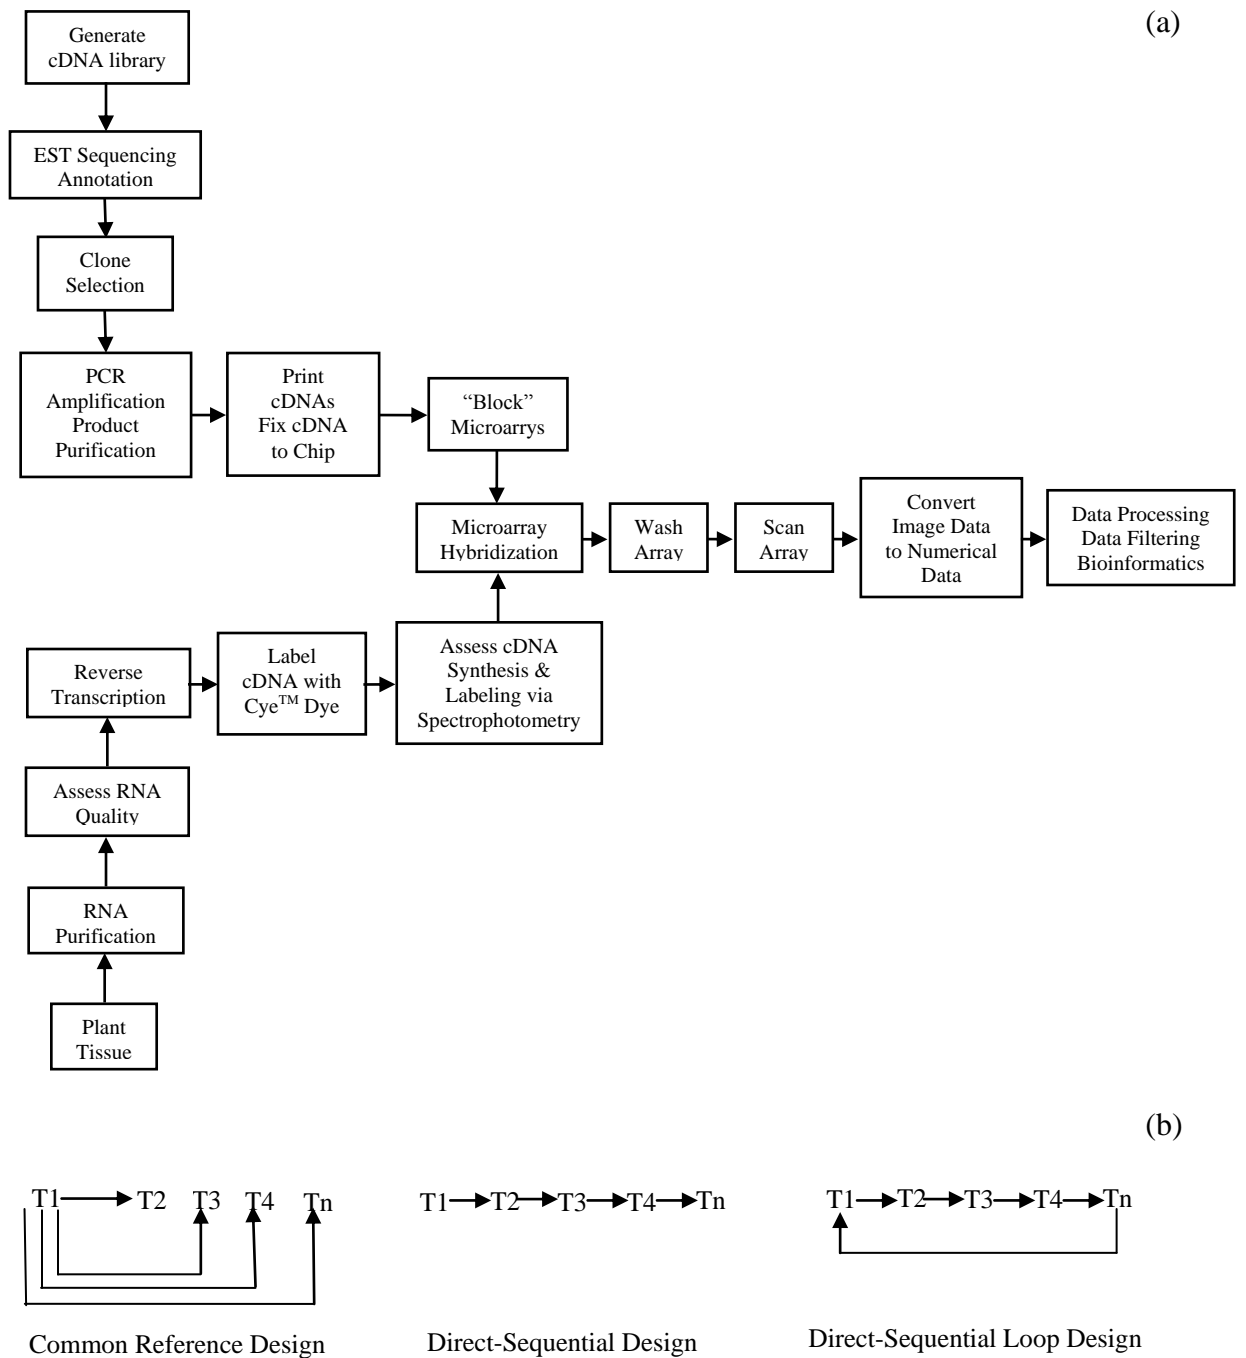 (a)
Generate
cDNA library
EST Sequencing
Annotation
Clone
Selection
PCR
Amplification
Product
Purification
Print
cDNAs
Fix cDNA
to Chip
“Block”
Microarrys
Microarray
Hybridization
Wash
Array
Scan
Array
Convert
Image Data
to Numerical
Data
Data Processing
Data Filtering
Bioinformatics
Reverse
Transcription
Label
cDNA with
Cye™ Dye
Assess cDNA
Synthesis &
Labeling via
Spectrophotometry
Assess RNA
Quality
RNA
Purification
Plant
Tissue
(b)
T1 T2 T3 T4 Tn
Common Reference Design
T1 T2 T3 T4 Tn
Direct-Sequential Design
T1 T2 T3 T4 Tn
Direct-Sequential Loop Design